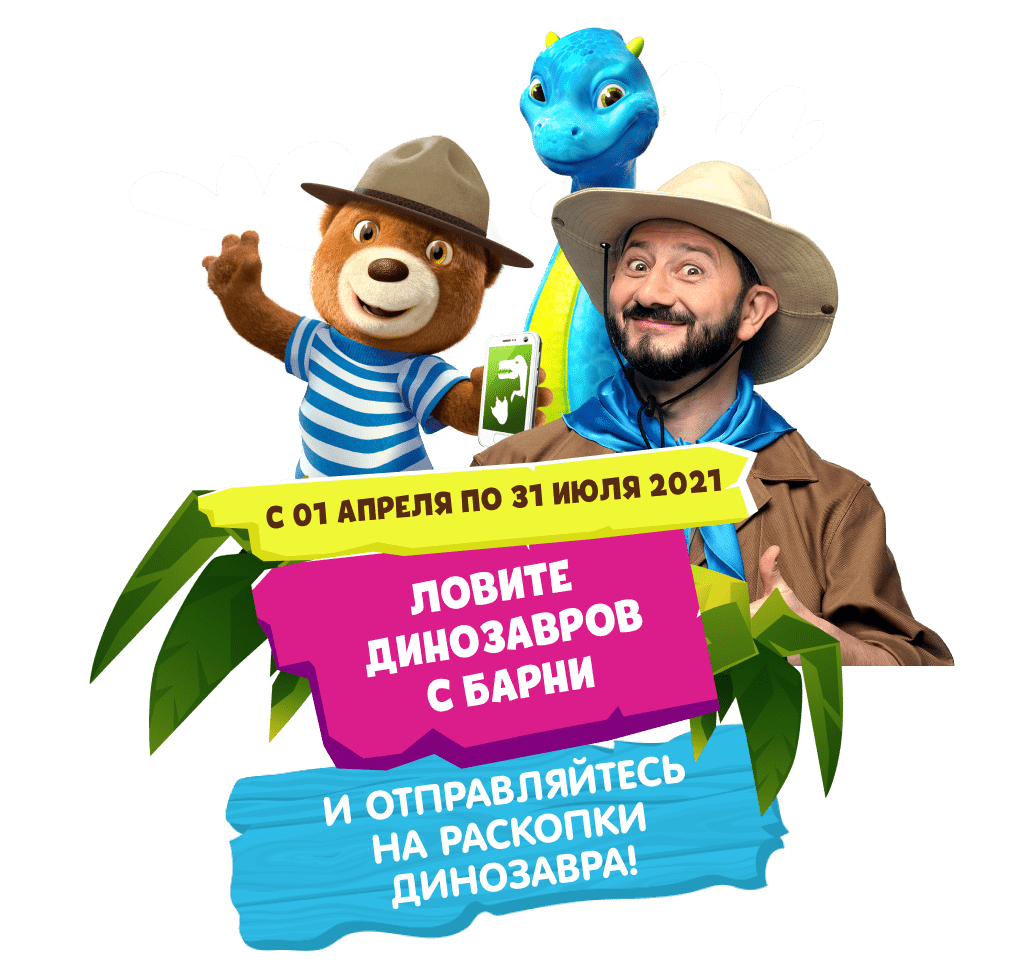 С 01 АПРЕЛЯ ПО 31 ИЮЛЯ 2021
ЛОВИТЕ
ДИНОЗАВРОВ
С БАРНИ
И ОТПРАВЛЯЙТЕСЬ
НА РАСКОПКИ
ДИНОЗАВРА!